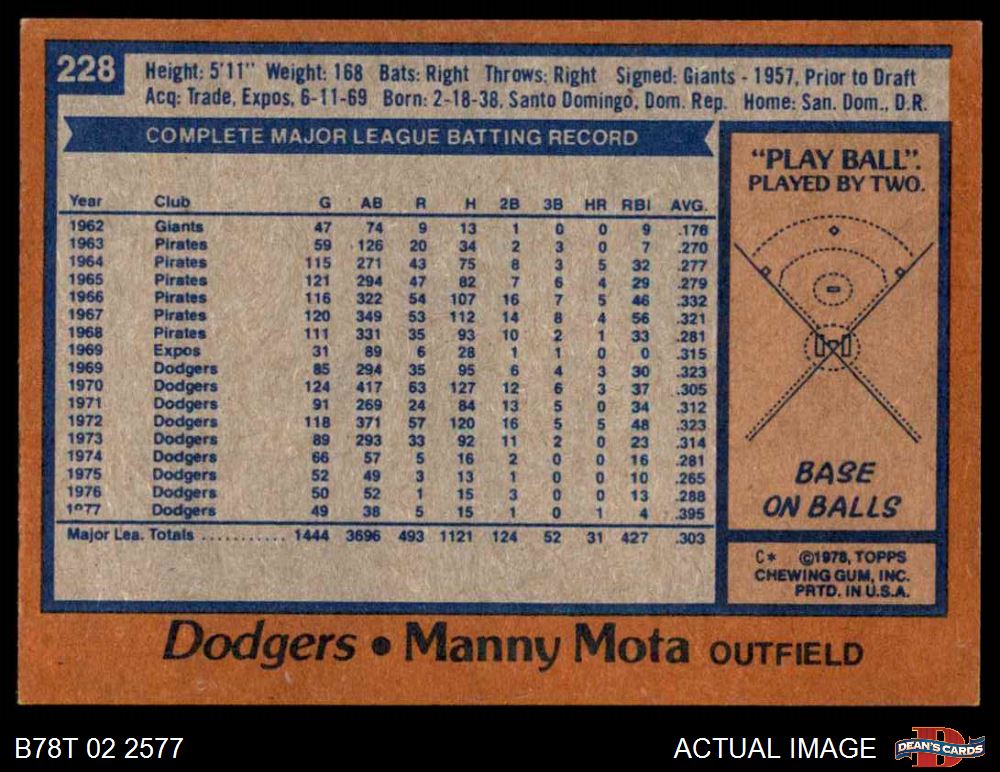 228
Height: 5'11" Weight: 168 Bats: Right Throws: Right Signed: Giants - 1957, Prior to Draft
Acq: Trade, Expos, 6-11-69 Born: 2-18-38, Santo Domingo, Dom. Rep. Home: San. Dom., D.R.
COMPLETE MAJOR LEAGUE BATTING RECORD
Year Club G AB R H 2B 3B HR RBI AVG.
1962 Giants 47 74 9 13 1 0 0 9 .176
1963 Pirates 59 126 20 34 2 3 0 7 .270
1964 Pirates 115 271 43 75 8 3 5 32 .277
1965 Pirates 121 294 47 82 7 6 4 29 .279
1966 Pirates 116 322 54 107 16 7 5 46 .332
1967 Pirates 120 349 53 112 14 8 4 56 .321
1968 Pirates 111 331 35 93 10 2 1 33 .281
1969 Expos 31 89 6 28 1 1 0 0 .315
1969 Dodgers 85 294 35 95 6 4 3 30 .323
1970 Dodgers 124 417 63 127 12 6 3 37 .305
1971 Dodgers 91 269 24 84 13 5 0 34 .312
1972 Dodgers 118 371 57 120 16 5 5 48 .323
1973 Dodgers 89 293 33 92 11 2 0 23 .314
1974 Dodgers 66 57 5 16 2 0 0 16 .281
1975 Dodgers 52 49 3 13 1 0 0 10 .265
1976 Dodgers 50 52 1 15 3 0 0 13 .288
1977 Dodgers 49 38 5 15 1 0 1 4 .395
Major Lea. Totals ........... 1444 3696 493 1121 124 52 31 427 .303
"PLAY BALL".
PLAYED BY TWO.
BASE
ON BALLS
C* ©1978, TOPPS
CHEWING GUM, INC.
PRTD. IN U.S.A.
Dodgers • Manny Mota OUTFIELD
B78T 02 2577
ACTUAL IMAGE
D
DEAN'S CARDS